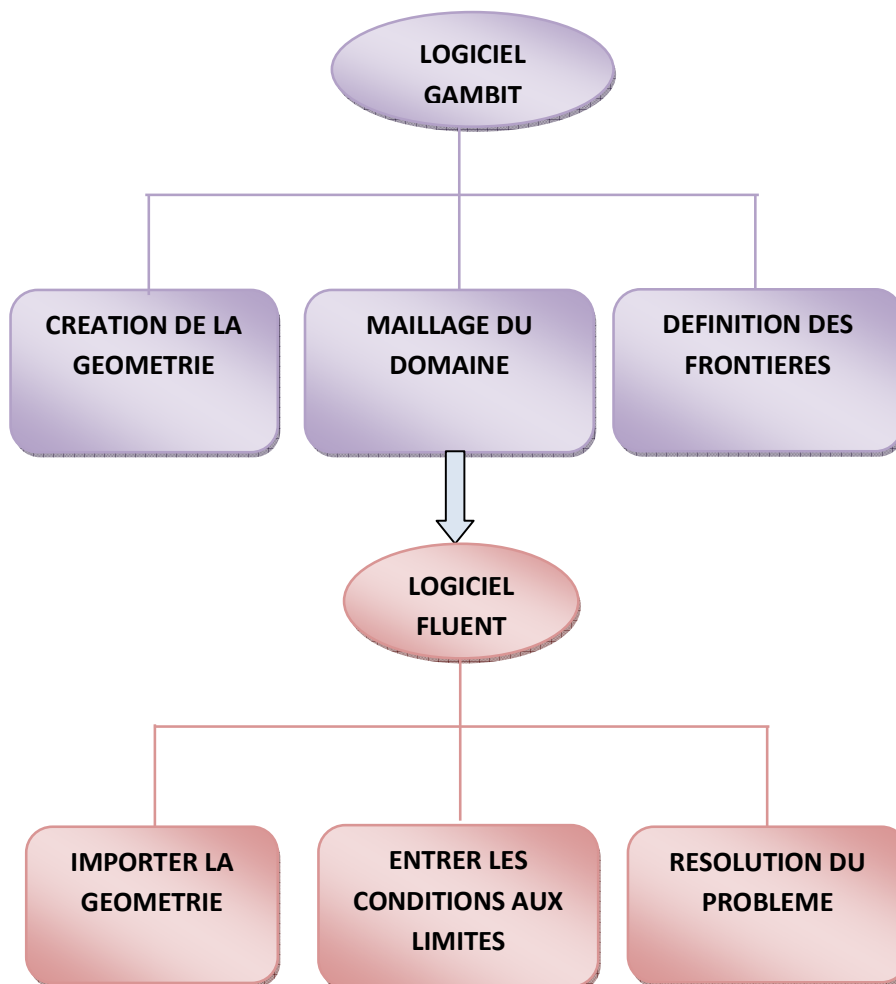 LOGICIEL
GAMBIT
CREATION DE LA
GEOMETRIE
MAILLAGE DU
DOMAINE
DEFINITION DES
FRONTIERES
LOGICIEL
FLUENT
IMPORTER LA
GEOMETRIE
ENTRER LES
CONDITIONS AUX
LIMITES
RESOLUTION DU
PROBLEME